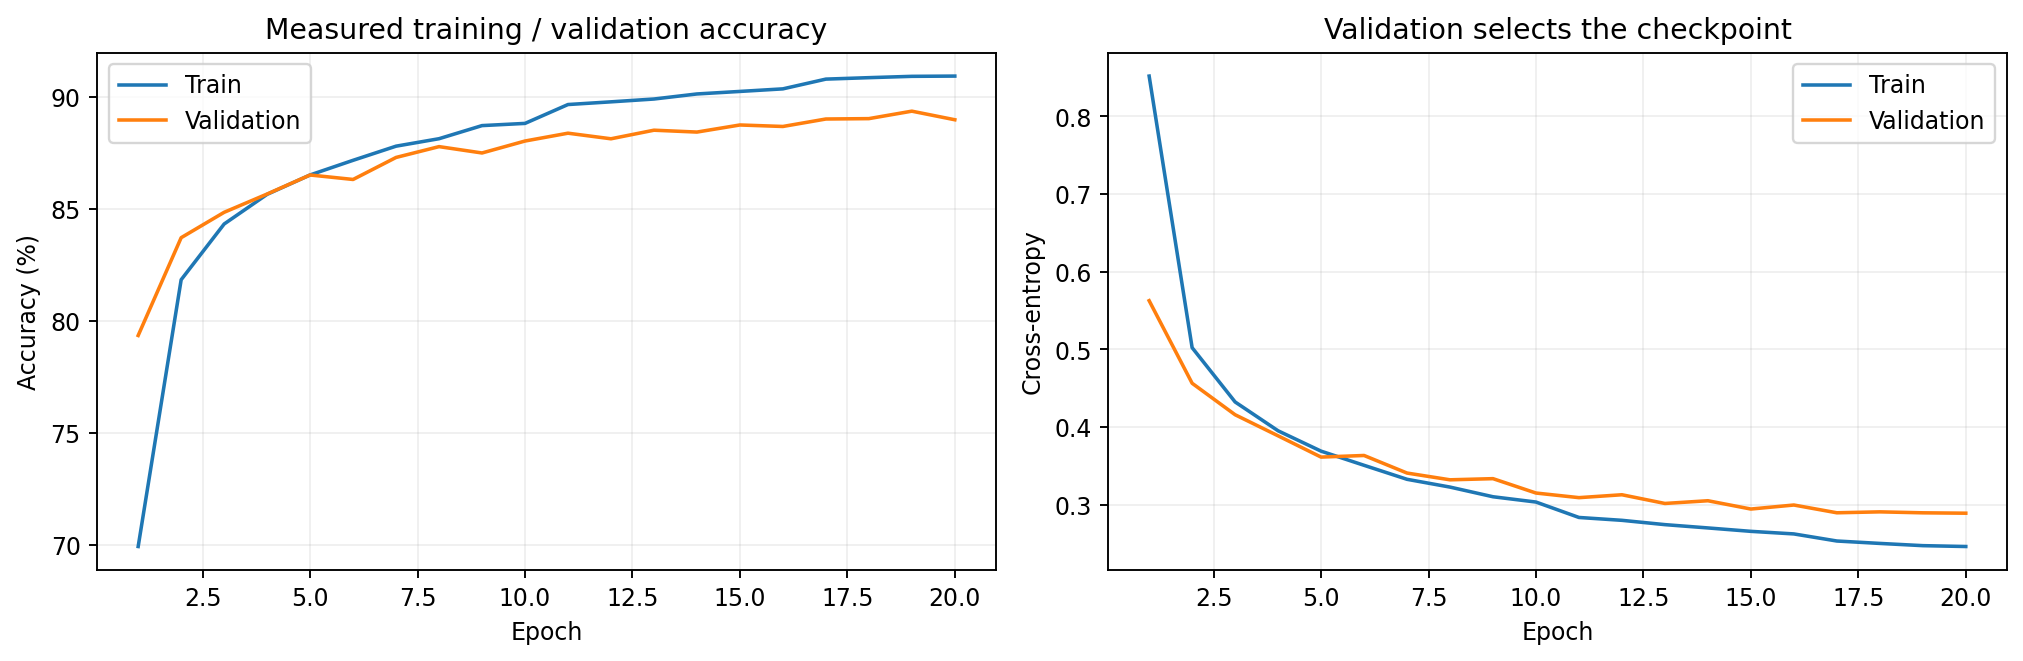 Measured training / validation accuracy
Train
Validation
90
85
80
75
70
Accuracy (%)
2.5 5.0 7.5 10.0 12.5 15.0 17.5 20.0
Epoch
Validation selects the checkpoint
Train
Validation
0.8
0.7
0.6
0.5
0.4
0.3
Cross-entropy
2.5 5.0 7.5 10.0 12.5 15.0 17.5 20.0
Epoch